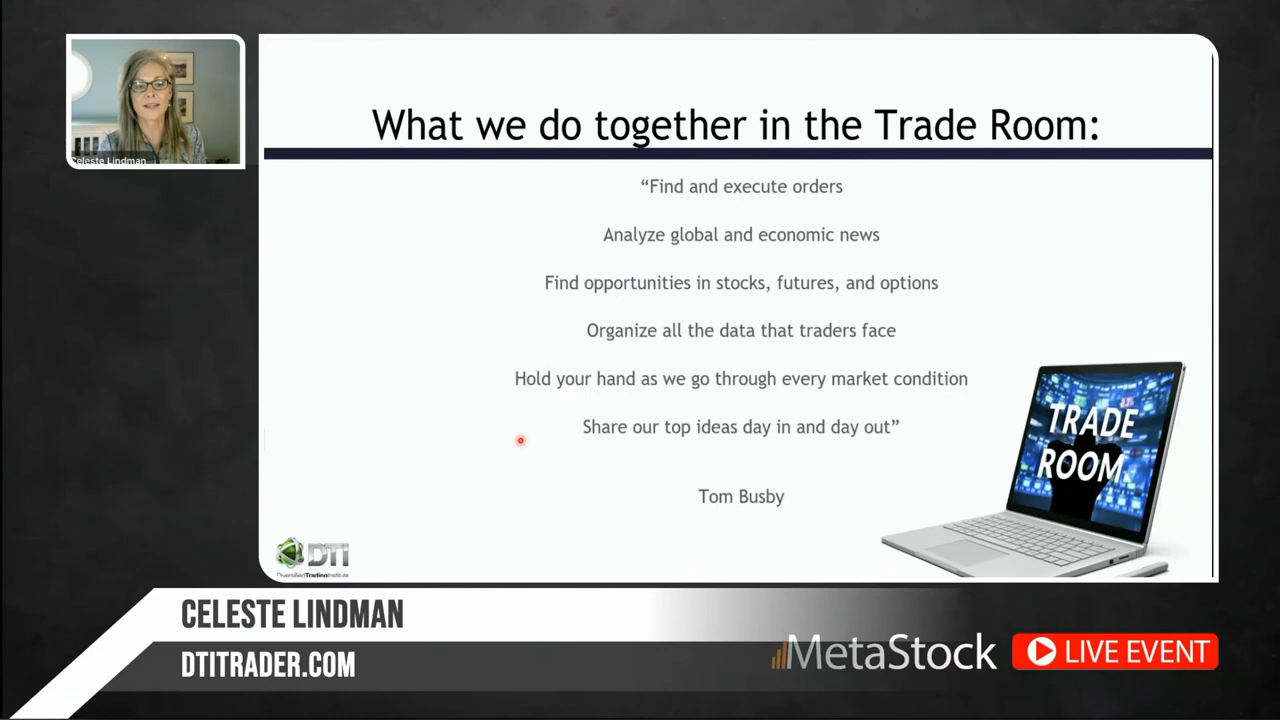 Celeste Lindman
What we do together in the Trade Room:
“Find and execute orders
Analyze global and economic news
Find opportunities in stocks, futures, and options
Organize all the data that traders face
Hold your hand as we go through every market condition
Share our top ideas day in and day out”
Tom Busby
TRADE
ROOM
DTI
DiversifiedTradingInstitute
CELESTE LINDMAN
DTITRADER.COM
MetaStock
LIVE EVENT